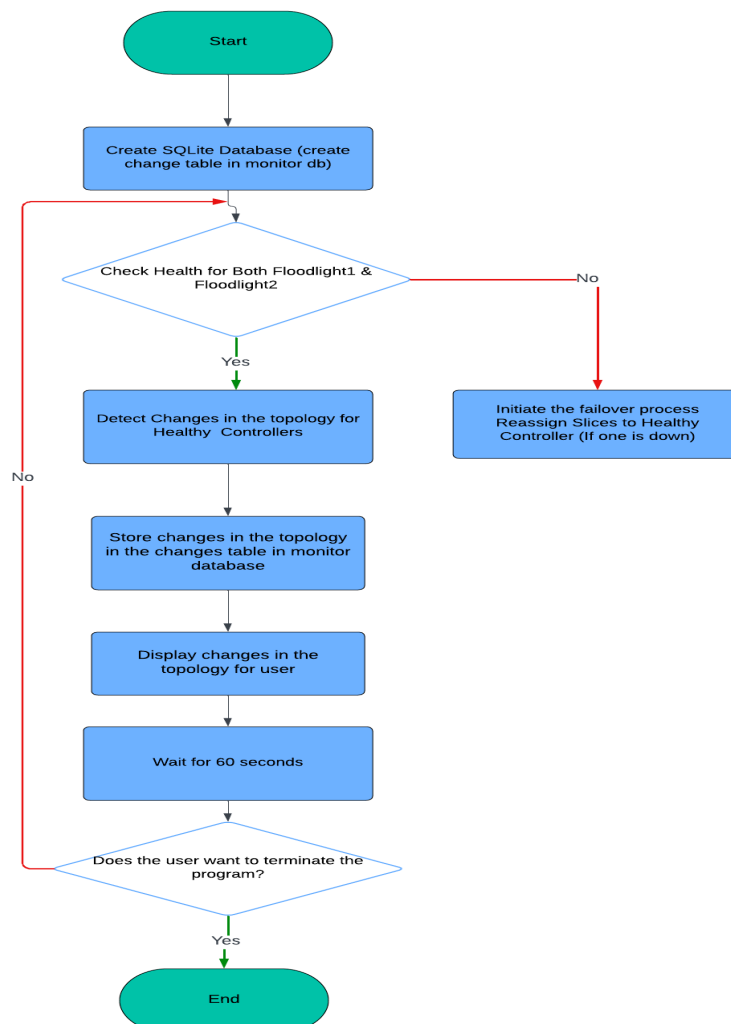 Start
Create SQLite Database (create
change table in monitor db)
Check Health for Both Floodlight1 &
Floodlight2
No
Yes
Detect Changes in the topology for
Healthy Controllers
Initiate the failover process
Reassign Slices to Healthy
Controller (If one is down)
No
Store changes in the topology
in the changes table in monitor
database
Display changes in the
topology for user
Wait for 60 seconds
Does the user want to terminate the
program?
Yes
End